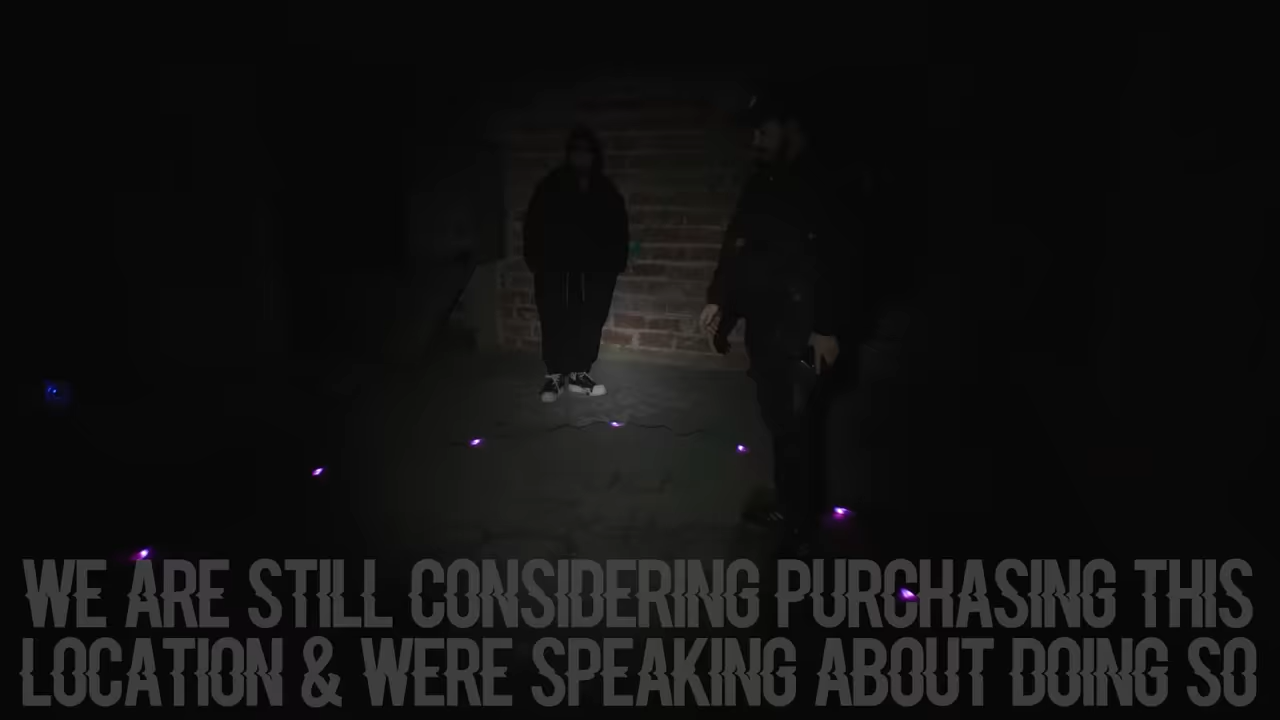 WE ARE STILL CONSIDERING PURCHASING THIS
LOCATION & WERE SPEAKING ABOUT DOING SO